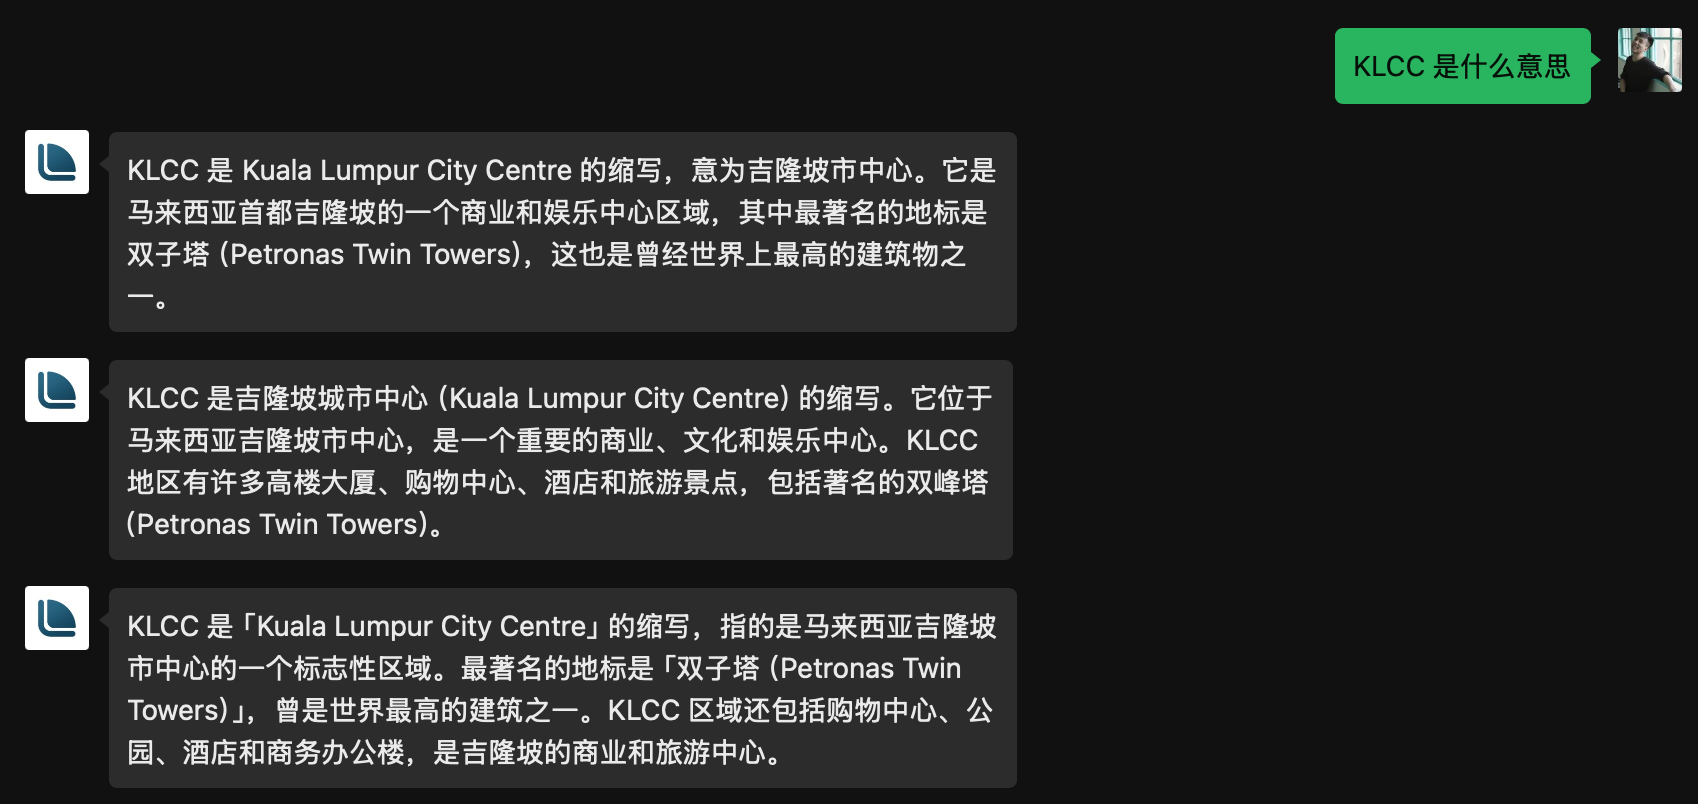 KLCC 是什么意思
KLCC 是 Kuala Lumpur City Centre 的缩写，意为吉隆坡市中心。它是
马来西亚首都吉隆坡的一个商业和娱乐中心区域，其中最著名的地标是
双子塔 (Petronas Twin Towers)，这也是曾经世界上最高的建筑物之
一。
KLCC 是吉隆坡城市中心 (Kuala Lumpur City Centre) 的缩写。它位于
马来西亚吉隆坡市中心，是一个重要的商业、文化和娱乐中心。KLCC
地区有许多高楼大厦、购物中心、酒店和旅游景点，包括著名的双峰塔
(Petronas Twin Towers)。
KLCC 是「Kuala Lumpur City Centre」的缩写，指的是马来西亚吉隆坡
市中心的一个标志性区域。最著名的地标是「双子塔 (Petronas Twin
Towers)」，曾是世界最高的建筑之一。KLCC 区域还包括购物中心、公
园、酒店和商务办公楼，是吉隆坡的商业和旅游中心。